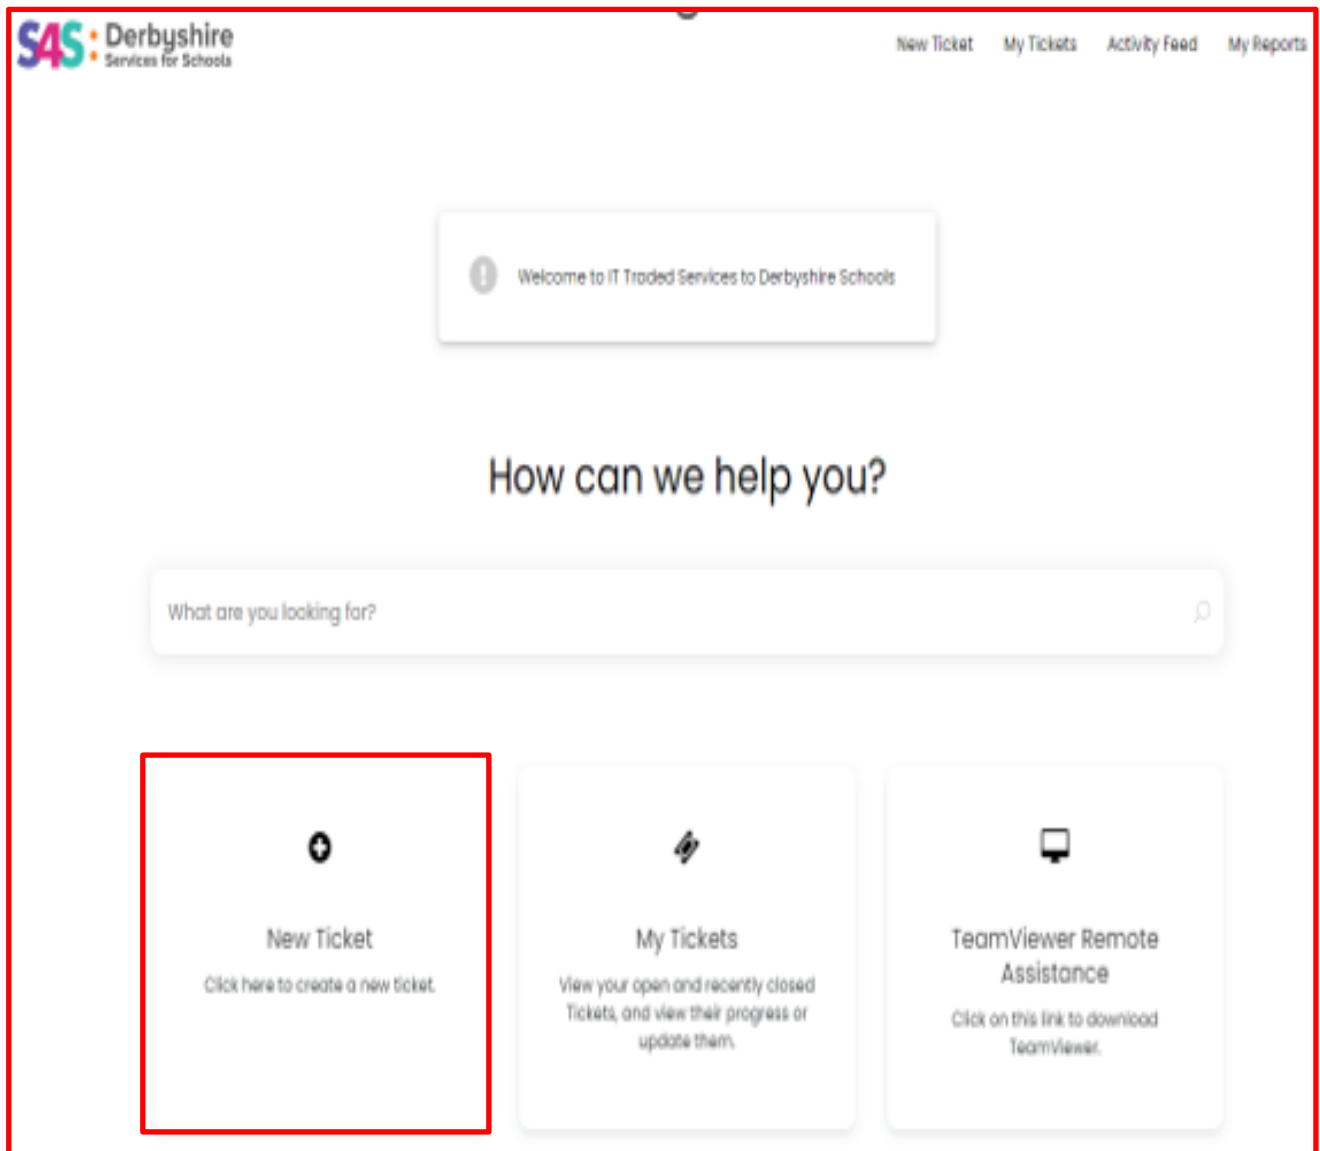 S4S: Derbyshire
Services for Schools
New Ticket My Tickets Activity Feed My Reports
Welcome to IT Traded Services to Derbyshire Schools
How can we help you?
What are you looking for?
New Ticket
Click here to create a new ticket.
My Tickets
View your open and recently closed
Tickets, and view their progress or
update them.
TeamViewer Remote
Assistance
Click on this link to download
TeamViewer.